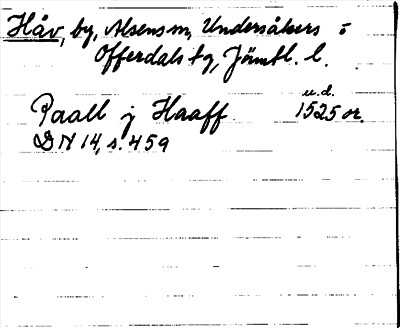 Håv, by, Alsens sn, Undersåkers o
Offerdals tg, Jämtl. l.
u.d.
Paall j Haaff 1525 or.
DN 14, s. 459